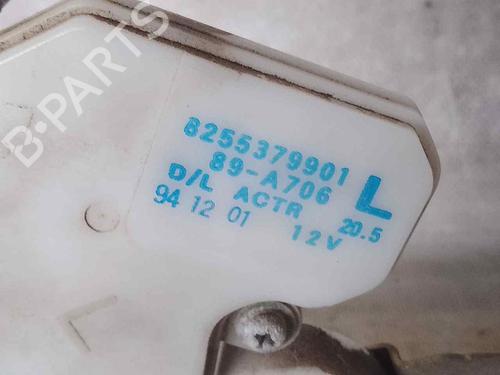 B-PARTS
8255379901
89-A706
D/L ACTR
94 12 01
12V
20.5
L